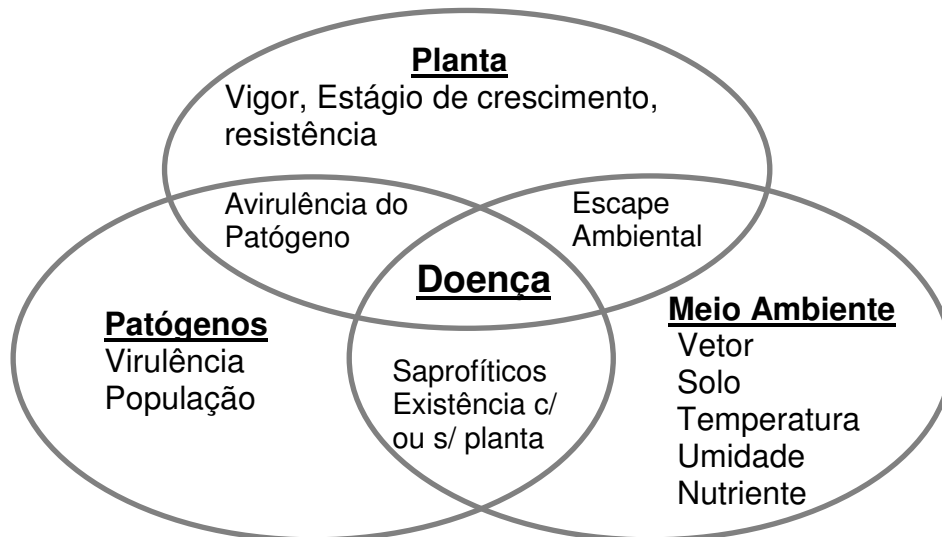 Planta
Vigor, Estágio de crescimento,
resistência
Avirulência do
Patógeno
Escape
Ambiental
Doença
Patógenos
Virulência
População
Saprofíticos
Existência c/
ou s/ planta
Meio Ambiente
Vetor
Solo
Temperatura
Umidade
Nutriente